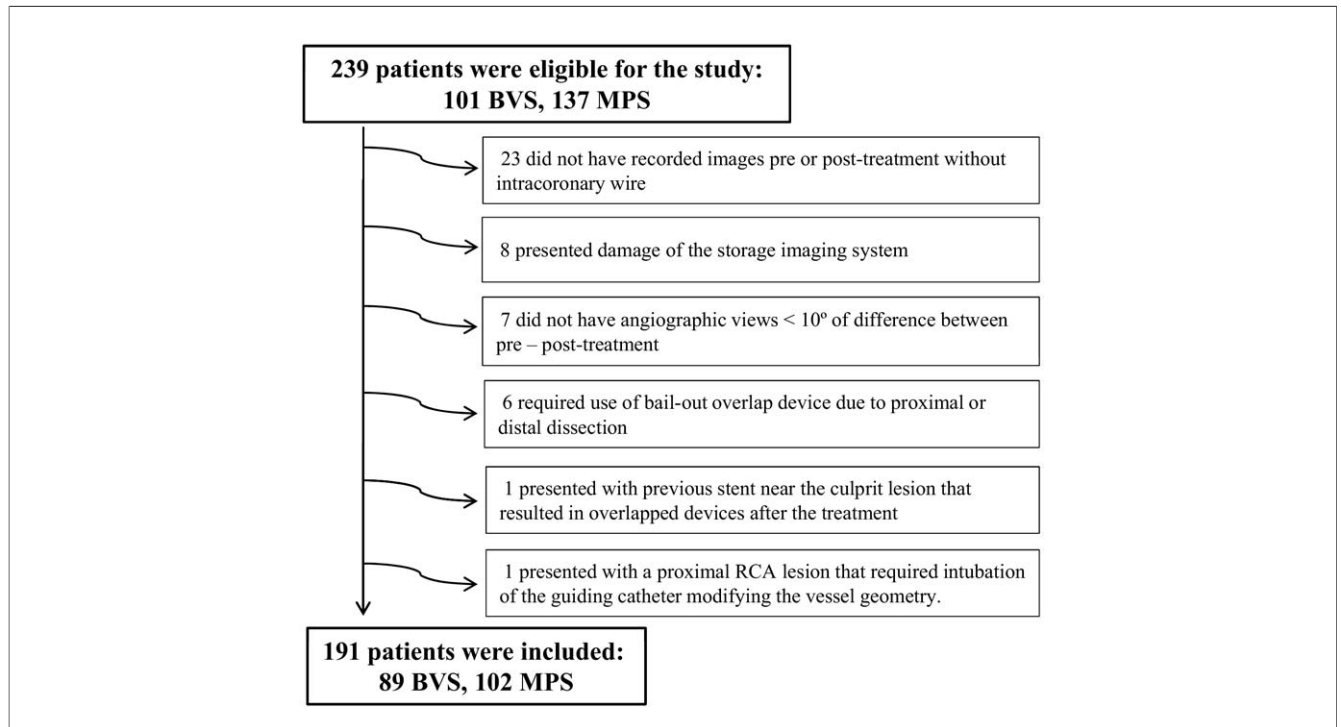 239 patients were eligible for the study:
101 BVS, 137 MPS
23 did not have recorded images pre or post-treatment without
intracoronary wire
8 presented damage of the storage imaging system
7 did not have angiographic views < 10º of difference between
pre – post-treatment
6 required use of bail-out overlap device due to proximal or
distal dissection
1 presented with previous stent near the culprit lesion that
resulted in overlapped devices after the treatment
1 presented with a proximal RCA lesion that required intubation
of the guiding catheter modifying the vessel geometry.
191 patients were included:
89 BVS, 102 MPS